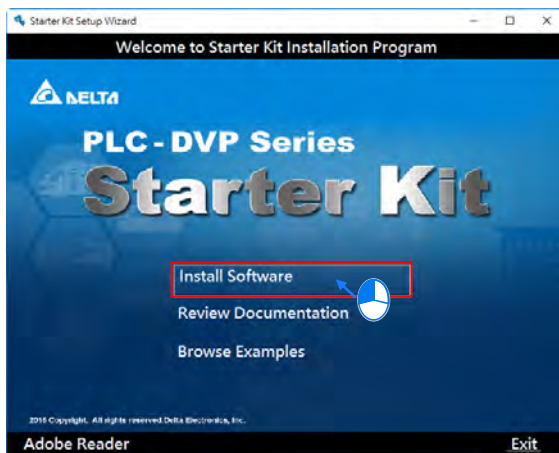 Starter Kit Setup Wizard
Welcome to Starter Kit Installation Program
DELTA
PLC-DVP Series
Starter Kit
Install Software
Review Documentation
Browse Examples
2015 Copyright, All rights reserved Delta Electronics, Inc.
Adobe Reader Exit